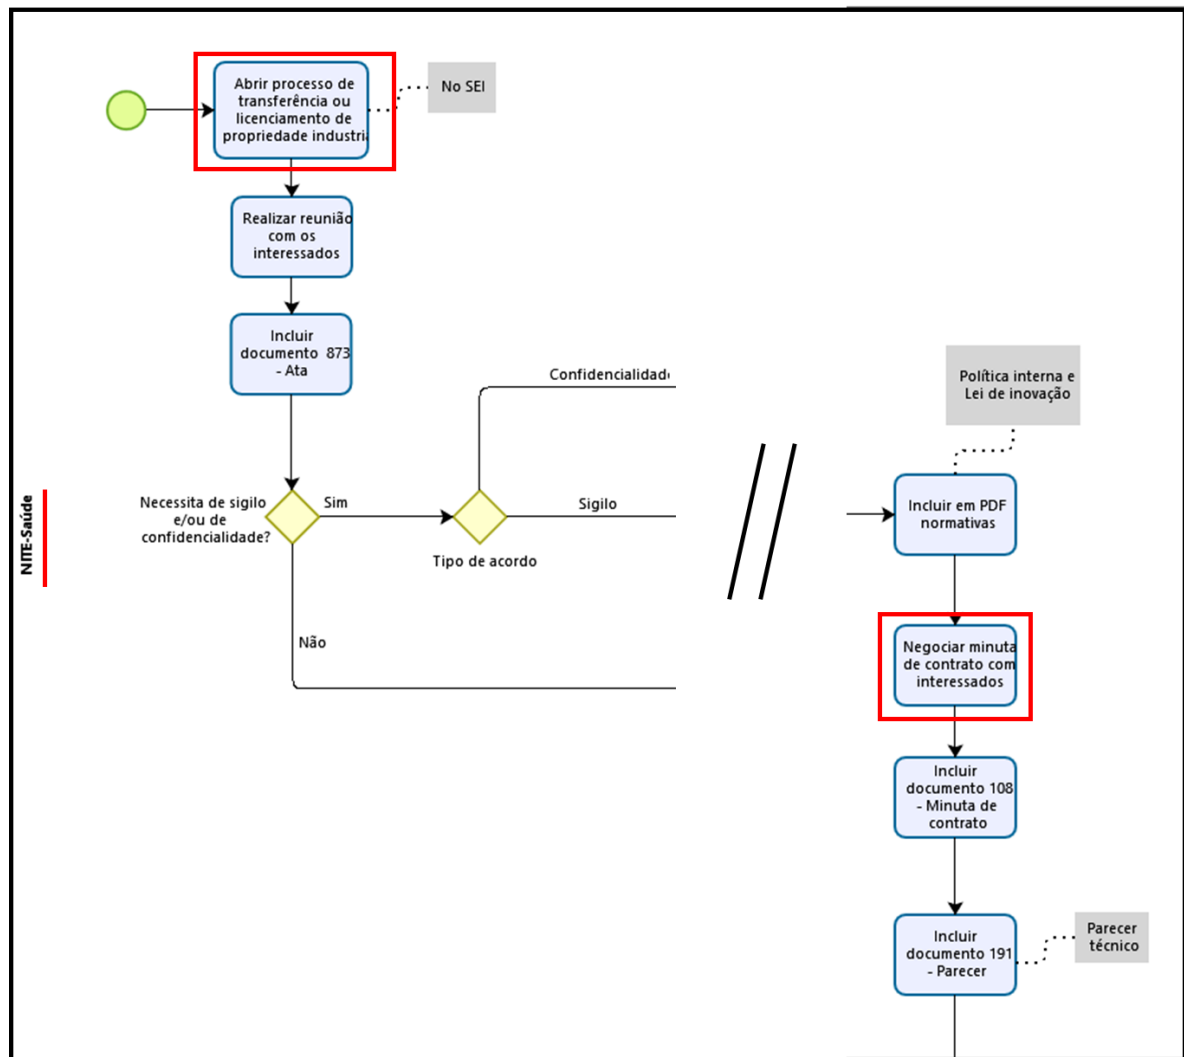 Abrir processo de
transferência ou
licenciamento de
propriedade industri
No SEI
Realizar reunião
com os
interessados
Incluir
documento 873
- Ata
Necessita de sigilo
e/ou de
confidencialidade?
Sim
Não
Tipo de acordo
Confidencialidad
Sigilo
NITE-Saúde
Política interna e
Lei de inovação
Incluir em PDF
normativas
Negociar minuta
de contrato com
interessados
Incluir
documento 108
- Minuta de
contrato
Incluir
documento 191
- Parecer
Parecer
técnico